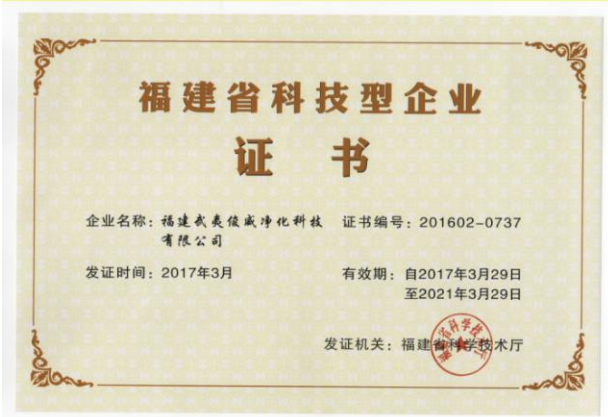 福建省科技型企业
证书
企业名称：福建武夷俊威净化科技 证书编号：201602-0737
有限公司
发证时间：2017年3月 有效期：自2017年3月29日
至2021年3月29日
发证机关：福建省科学技术厅